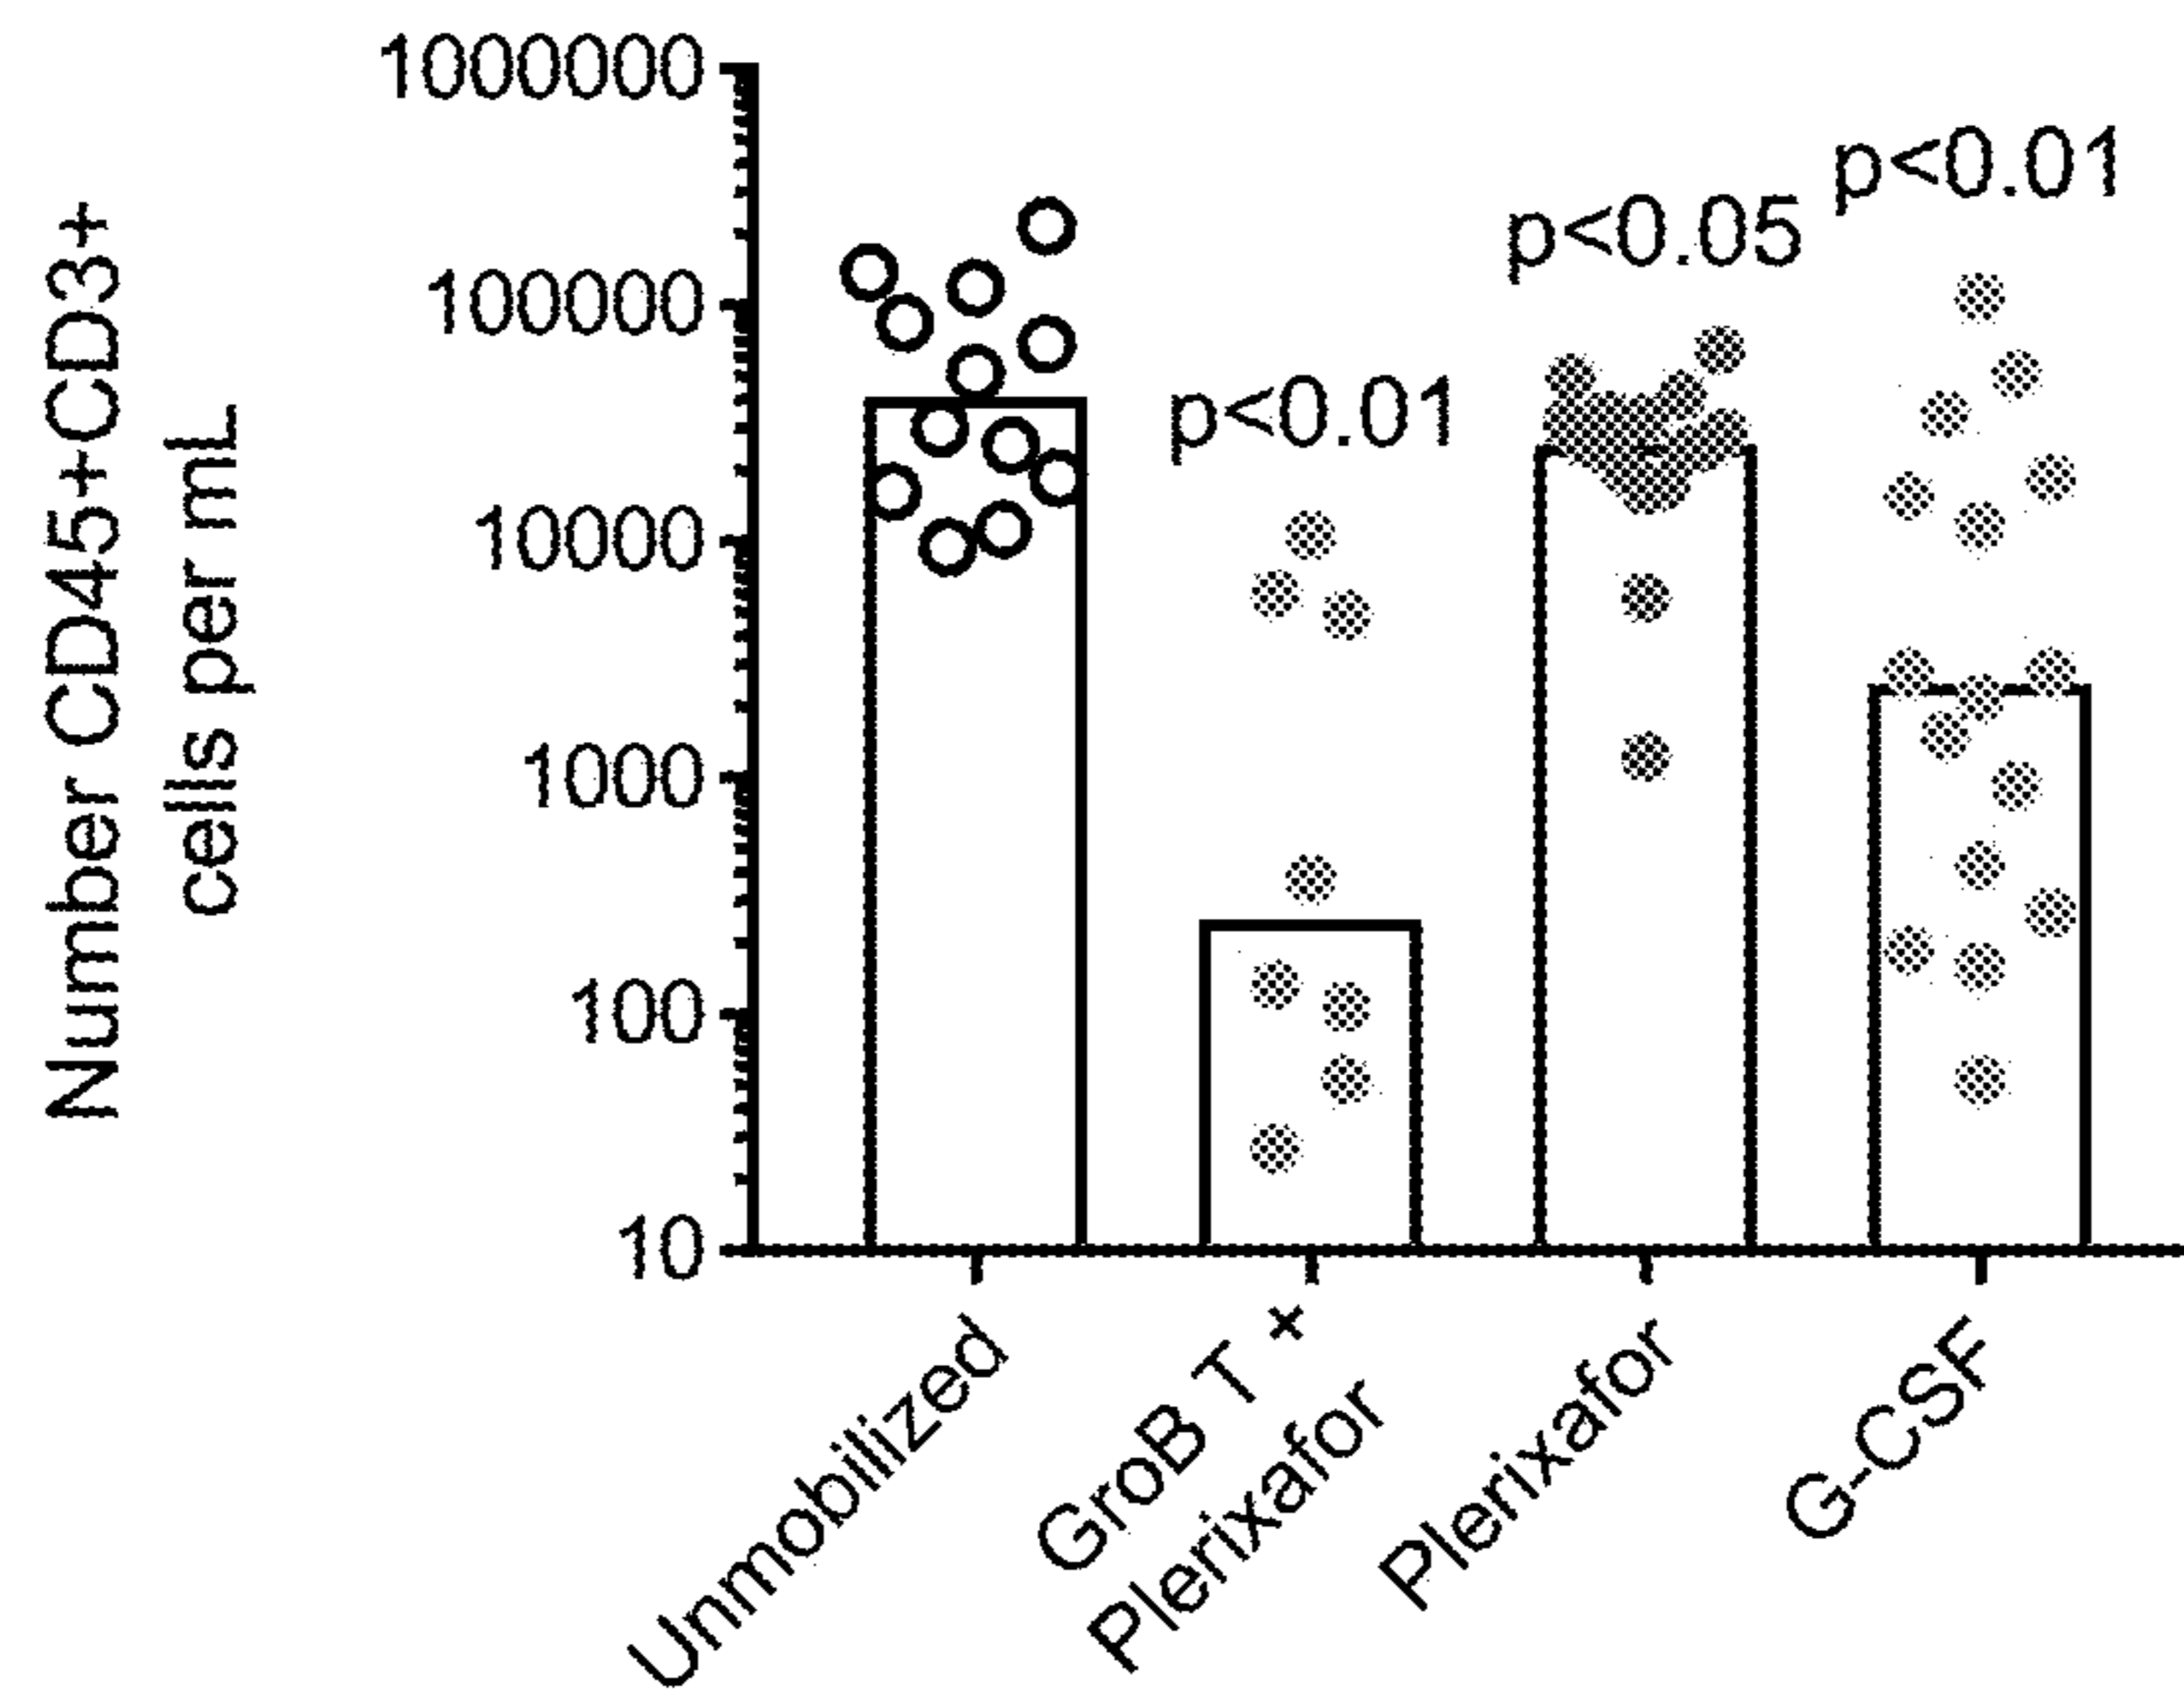 Number CD45+CD3+
cells per mL
1000000
100000
10000
1000
100
10
p<0.01
p<0.05
p<0.01
Unmobilized
GroB T +
Plerixafor
Plerixafor
G-CSF